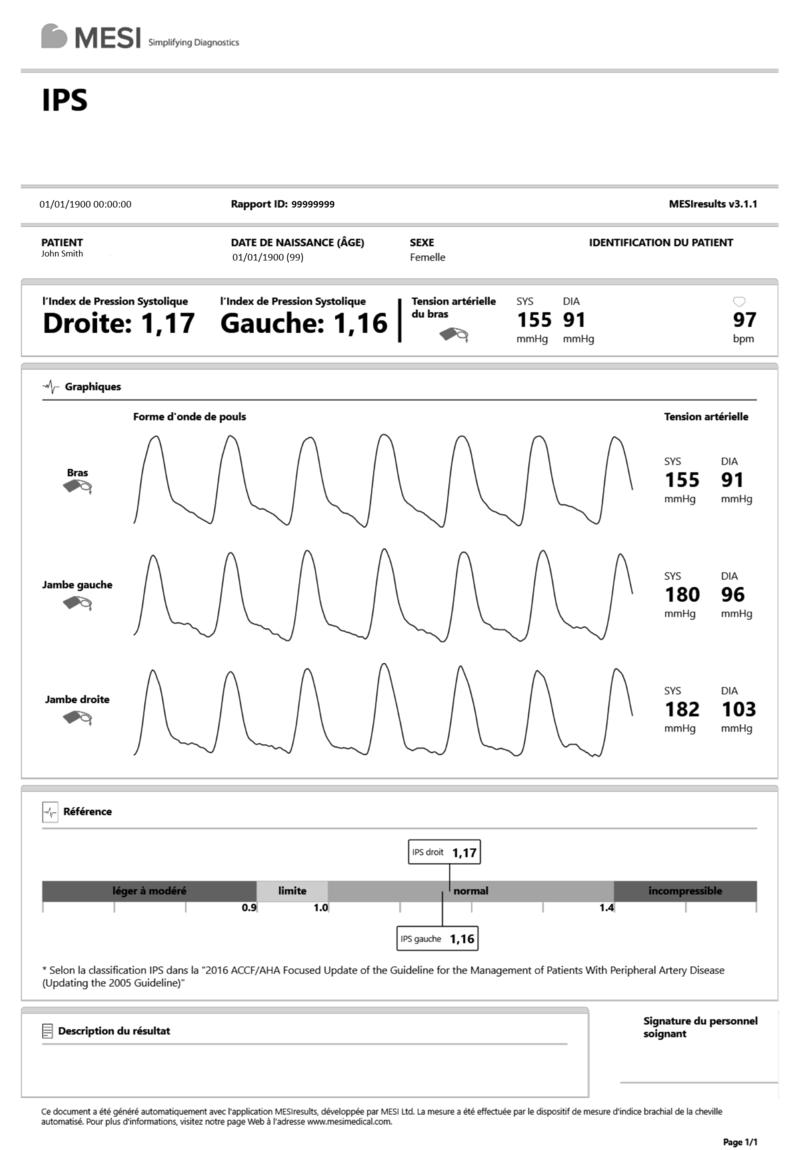 MESI Simplifying Diagnostics
IPS
01/01/1900 00:00:00 Rapport ID: 99999999 MESIresults v3.1.1
PATIENT DATE DE NAISSANCE (ÂGE) SEXE IDENTIFICATION DU PATIENT
John Smith 01/01/1900 (99) Femelle
l'Index de Pression Systolique l'Index de Pression Systolique Tension artérielle SYS DIA
Droite: 1,17 Gauche: 1,16 du bras 155 91 97
mmHg mmHg bpm
Graphiques
Forme d'onde de pouls Tension artérielle
Bras SYS DIA
155 91
mmHg mmHg
Jambe gauche SYS DIA
180 96
mmHg mmHg
Jambe droite SYS DIA
182 103
mmHg mmHg
Référence
IPS droit 1,17
léger à modéré limite normal incompressible
0.9 1.0 1.4
IPS gauche 1,16
* Selon la classification IPS dans la "2016 ACCF/AHA Focused Update of the Guideline for the Management of Patients With Peripheral Artery Disease
(Updating the 2005 Guideline)"
Description du résultat
Signature du personnel
soignant
Ce document a été généré automatiquement avec l'application MESIresults, développée par MESI Ltd. La mesure a été effectuée par le dispositif de mesure d'indice brachial de la cheville
automatisé. Pour plus d'informations, visitez notre page Web à l'adresse www.mesimedical.com.
Page 1/1